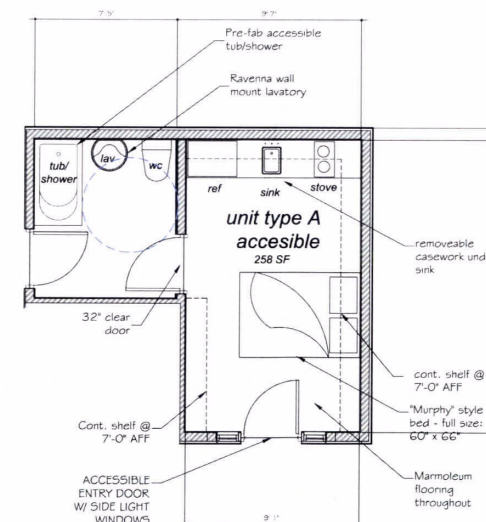 7'5"
9'-7"
Pre-fab accessible
tub/shower
Ravenna wall
mount lavatory
tub/
shower
lav
wc
ref
sink
stove
unit type A
accesible
258 SF
removeable
casework und
sink
32" clear
door
cont. shelf @
7'-0" AFF
Cont. shelf @
7'-0" AFF
"Murphy" style
bed - full size:
60" x 66"
ACCESSIBLE
ENTRY DOOR
W/ SIDE LIGHT
WINDOWS
Marmoleum
flooring
throughout
9'1"